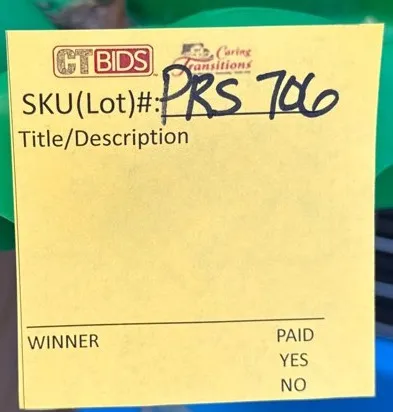 CTBIDS Caring Transitions
SKU(Lot)#: PRS 706
Title/Description
WINNER PAID
YES
NO